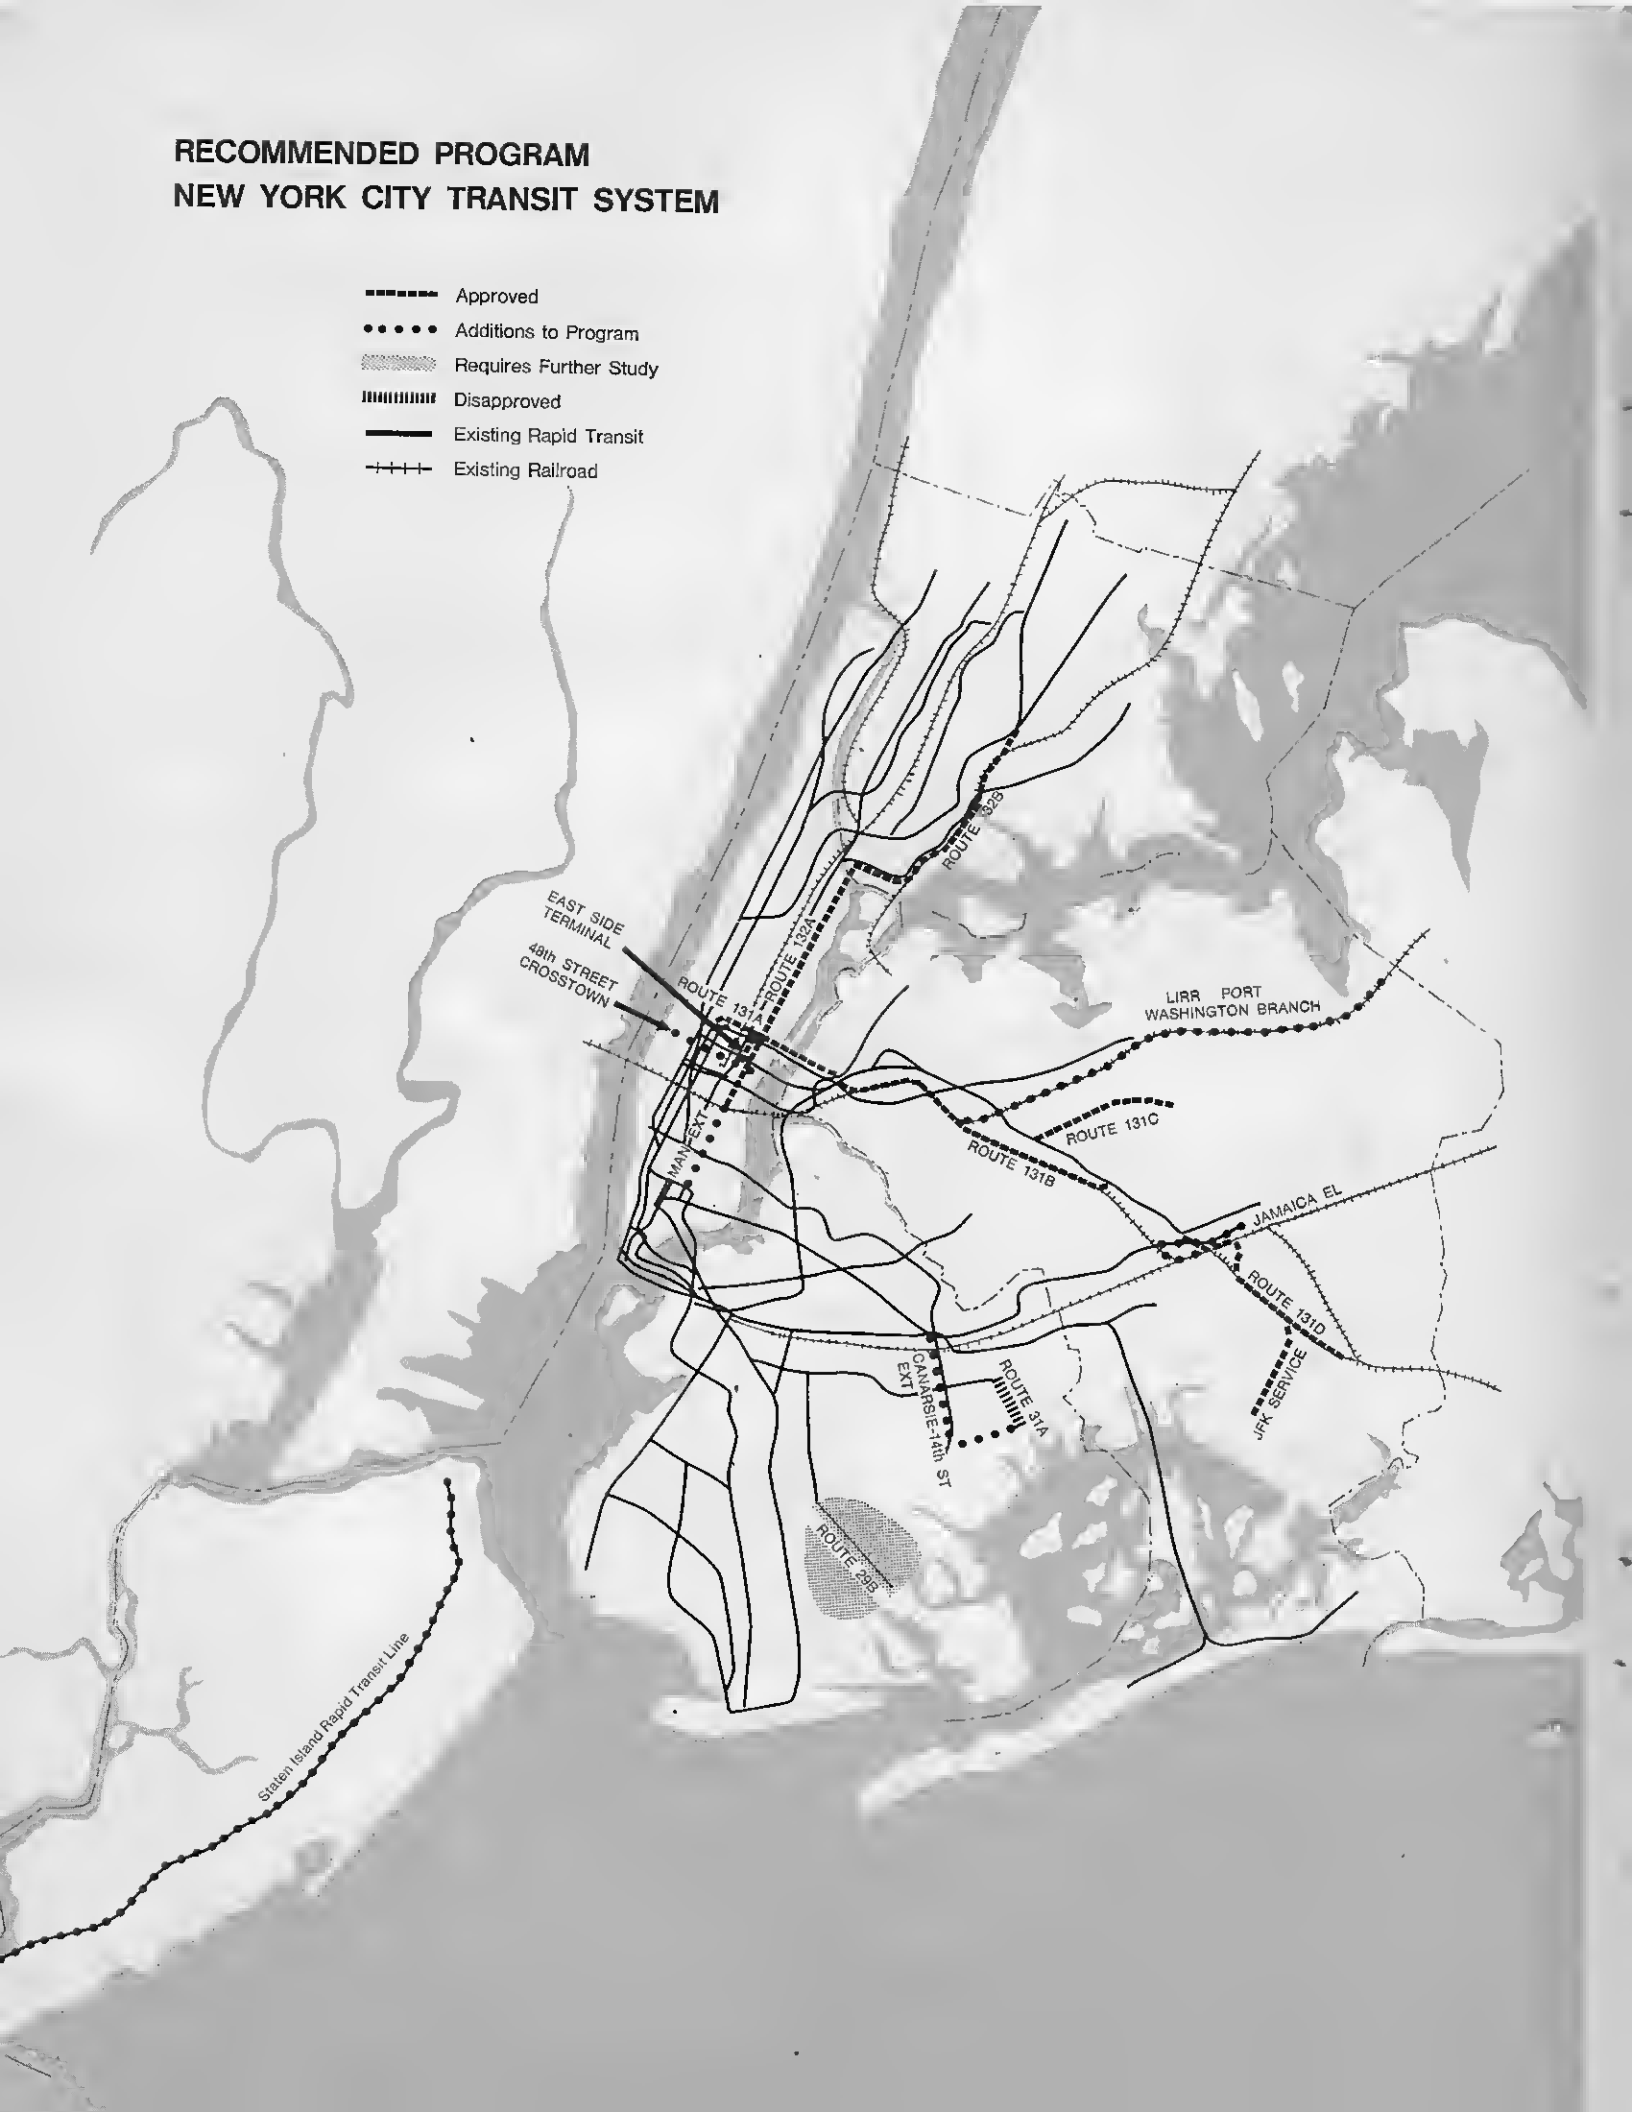 RECOMMENDED PROGRAM
NEW YORK CITY TRANSIT SYSTEM
Approved
Additions to Program
Requires Further Study
Disapproved
Existing Rapid Transit
Existing Railroad
ROUTE 132B
EAST SIDE
TERMINAL
48th STREET
CROSSTOWN
ROUTE 132A
ROUTE 131A
LIRR PORT
WASHINGTON BRANCH
MAN EXT
ROUTE 131C
ROUTE 131B
JAMAICA EL
ROUTE 131D
JFK SERVICE
CANARSIE-14th ST
EXT
ROUTE 31A
ROUTE 29B
Staten Island Rapid Transit Line